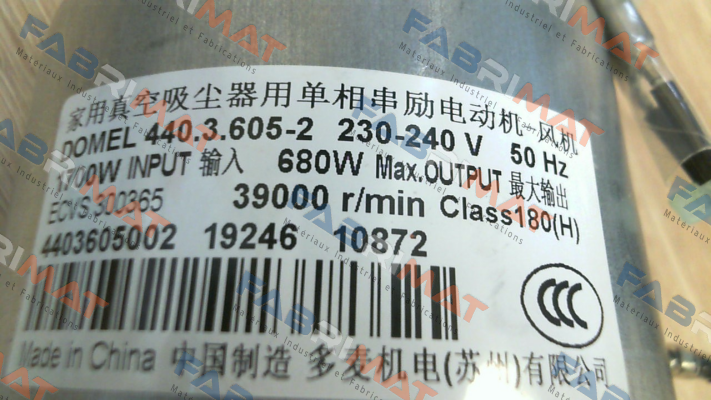 家用真空吸尘器用单相串励电动机-风机
DOMEL 440.3.605-2 230-240 V 50 Hz
1700W INPUT 输入 680W Max.OUTPUT 最大输出
ECVS 300365 39000 r/min Class180(H)
4403605002 19246 10872
CCC
Made in China 中国制造 多麦机电(苏州)有限公司
FABRIMAT
Materiaux Industriel et Fabrications